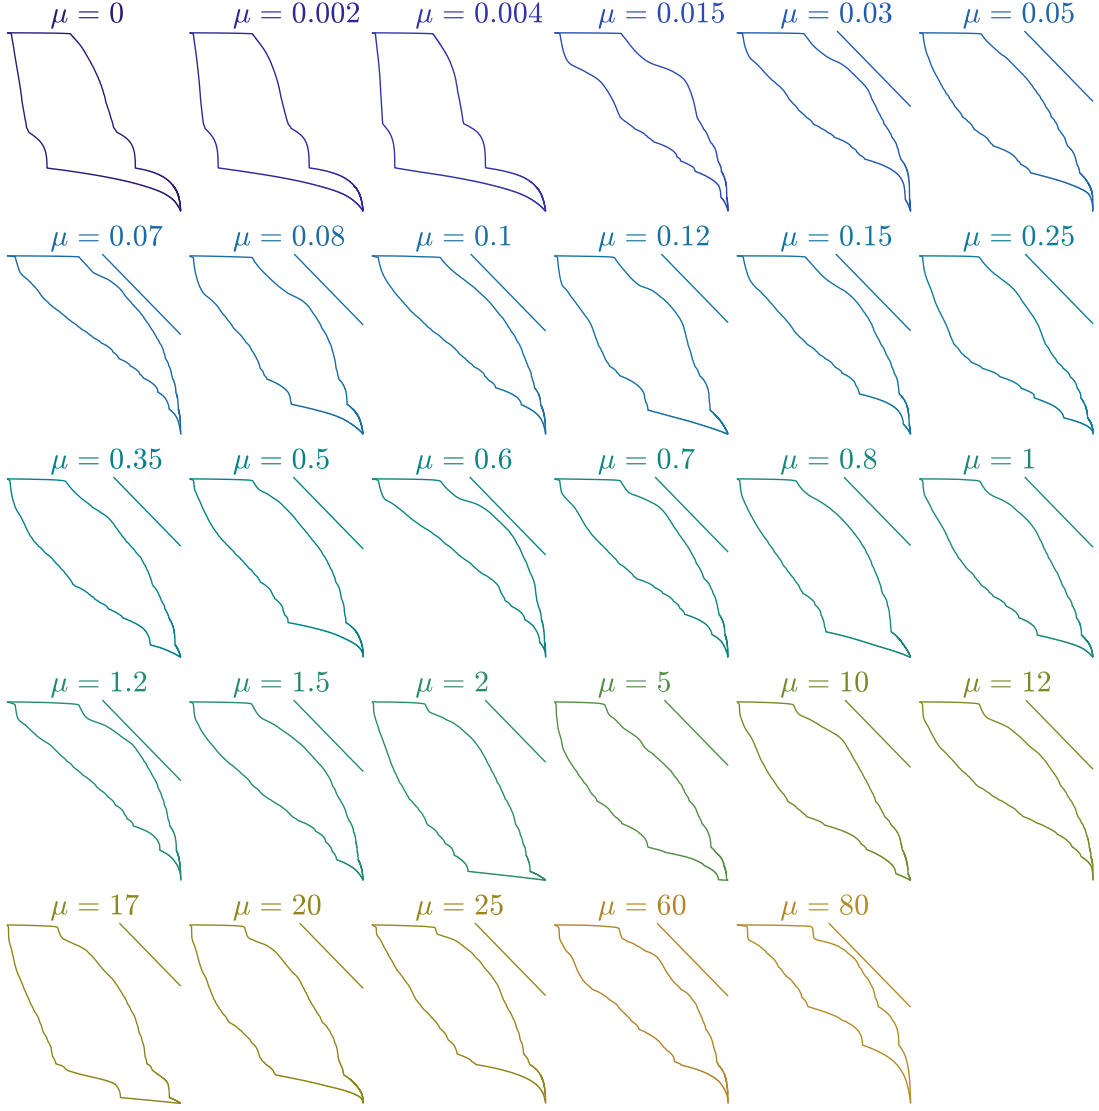 μ = 0 μ = 0.002 μ = 0.004 μ = 0.015 μ = 0.03 μ = 0.05
μ = 0.07 μ = 0.08 μ = 0.1 μ = 0.12 μ = 0.15 μ = 0.25
μ = 0.35 μ = 0.5 μ = 0.6 μ = 0.7 μ = 0.8 μ = 1
μ = 1.2 μ = 1.5 μ = 2 μ = 5 μ = 10 μ = 12
μ = 17 μ = 20 μ = 25 μ = 60 μ = 80